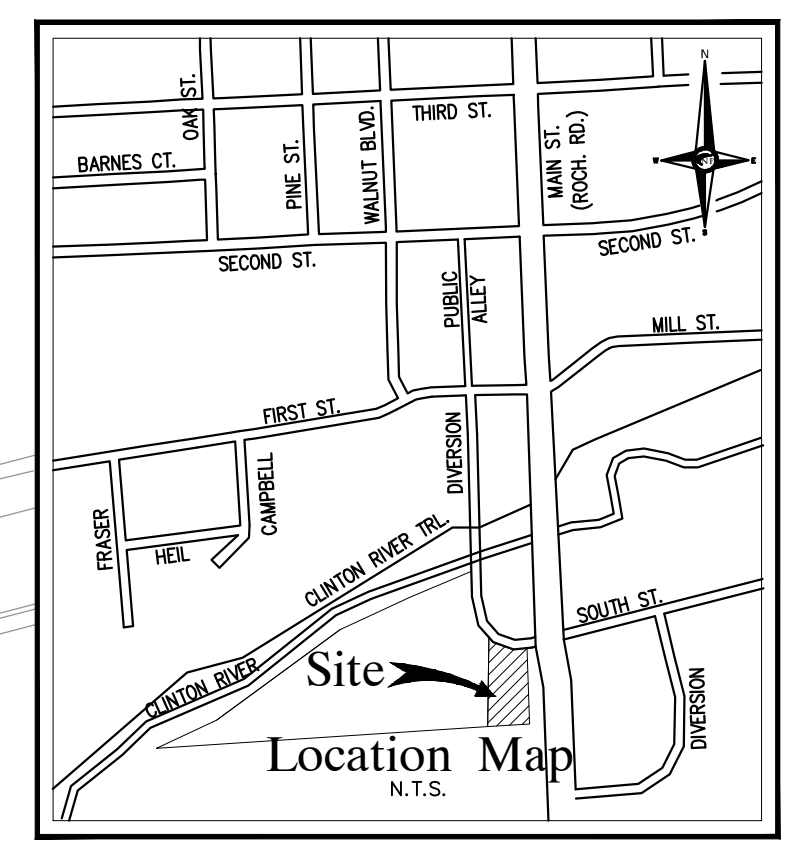 N
OAK ST.
THIRD ST.
WALNUT BLVD.
PINE ST.
MAIN ST.
(ROCH. RD.)
BARNES CT.
W
E
S
SECOND ST.
SECOND ST.
PUBLIC
ALLEY
MILL ST.
FIRST ST.
DIVERSION
CAMPBELL
FRASER
HEIL
CLINTON RIVER TRL.
SOUTH ST.
CLINTON RIVER
Site
DIVERSION
Location Map
N.T.S.